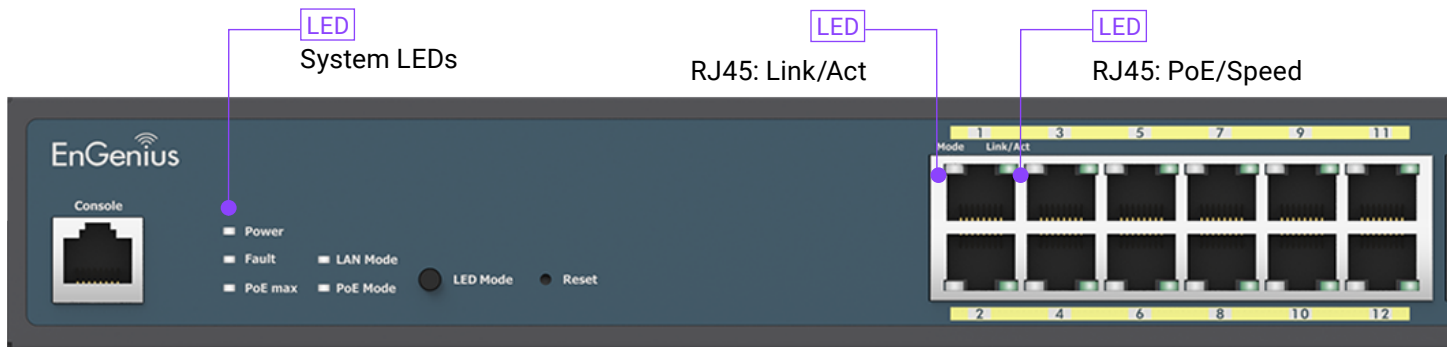 LED
System LEDs
LED
RJ45: Link/Act
LED
RJ45: PoE/Speed
EnGenius
Console
Power
Fault
LAN Mode
PoE max
PoE Mode
LED Mode
Reset
1 3 5 7 9 11
Mode Link/Act
2 4 6 8 10 12